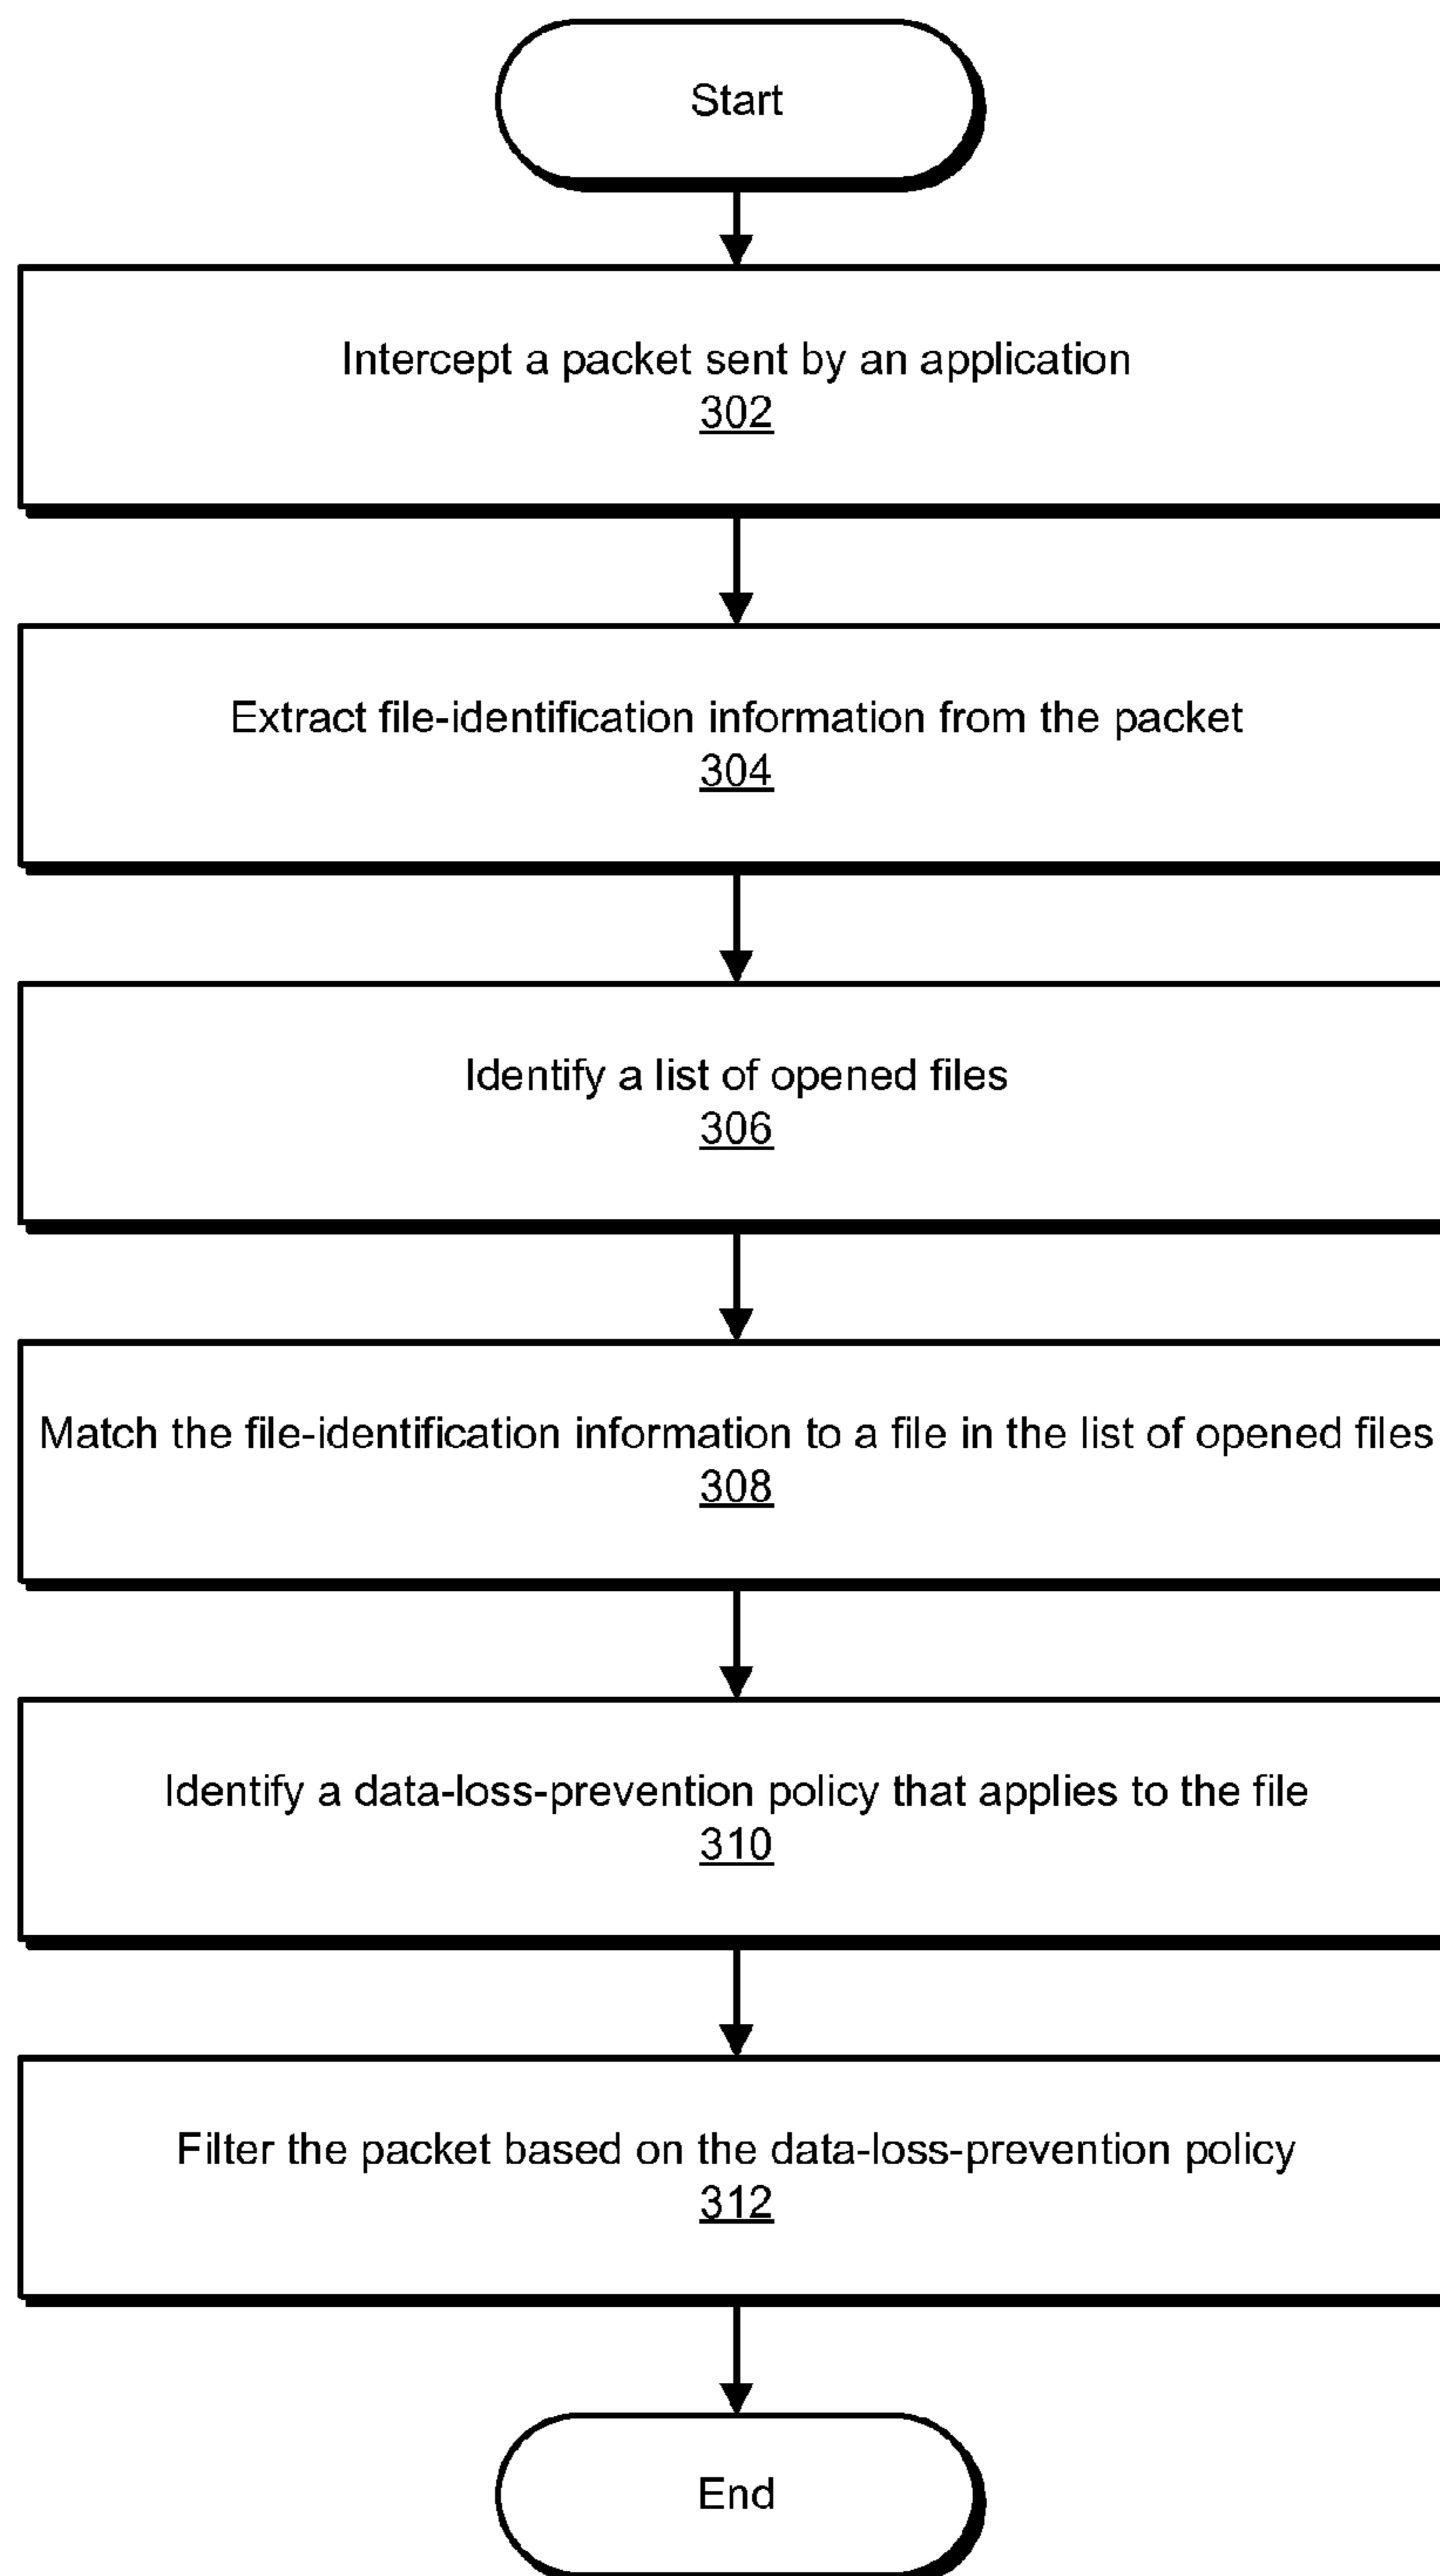 Start
Intercept a packet sent by an application
302
Extract file-identification information from the packet
304
Identify a list of opened files
306
Match the file-identification information to a file in the list of opened files
308
Identify a data-loss-prevention policy that applies to the file
310
Filter the packet based on the data-loss-prevention policy
312
End